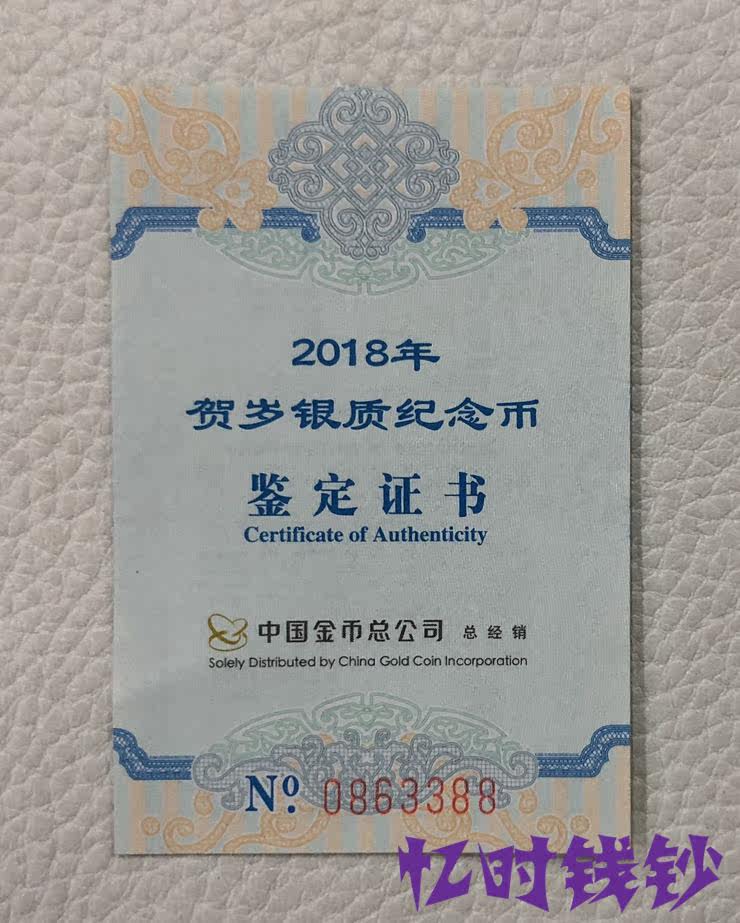 2018年
贺岁银质纪念币
鉴定证书
Certificate of Authenticity
中国金币总公司 总经销
Solely Distributed by China Gold Coin Incorporation
Nº. 0863388
忆时钱钞